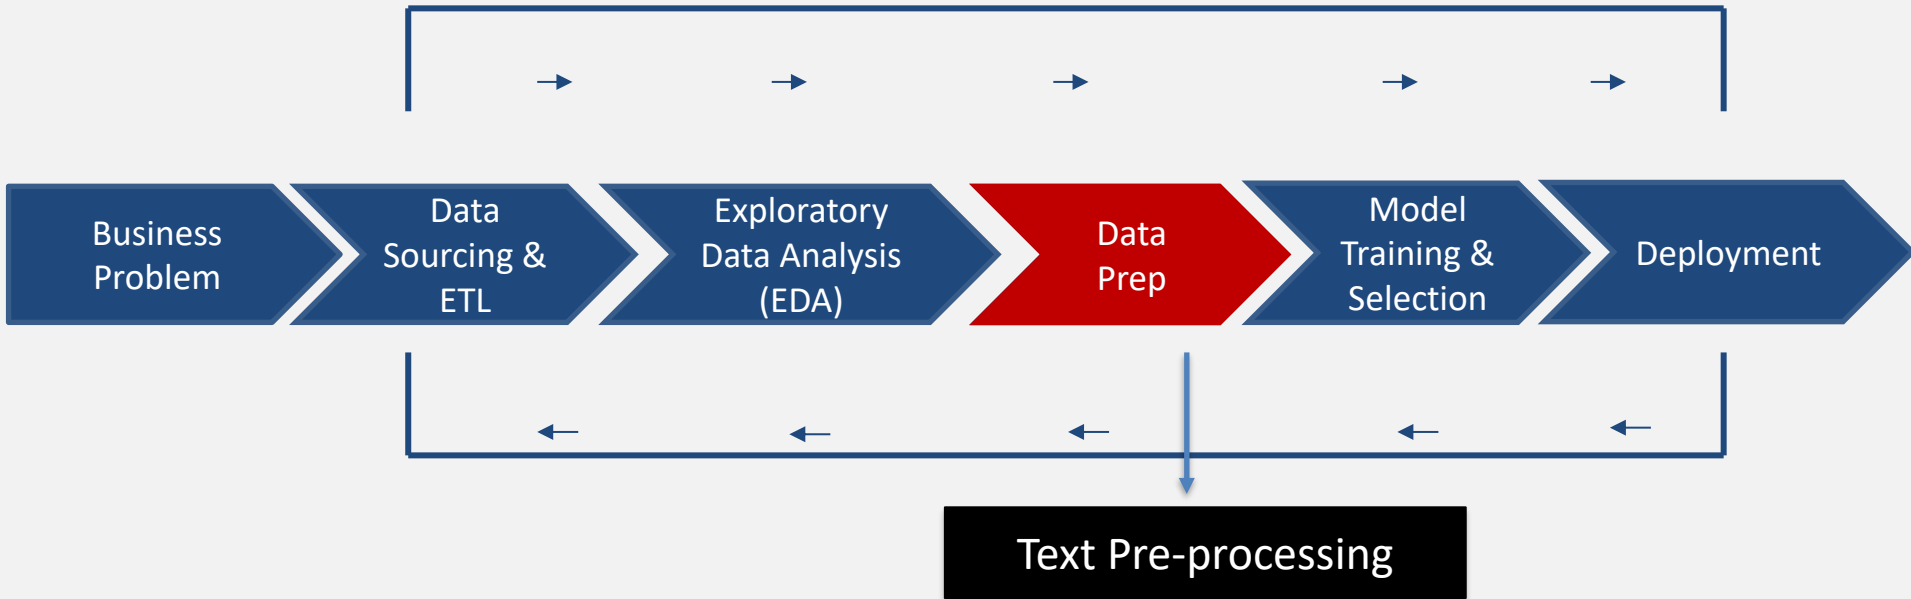 Business
Problem
Data
Sourcing &
ETL
Exploratory
Data Analysis
(EDA)
Data
Prep
Model
Training &
Selection
Deployment
Text Pre-processing